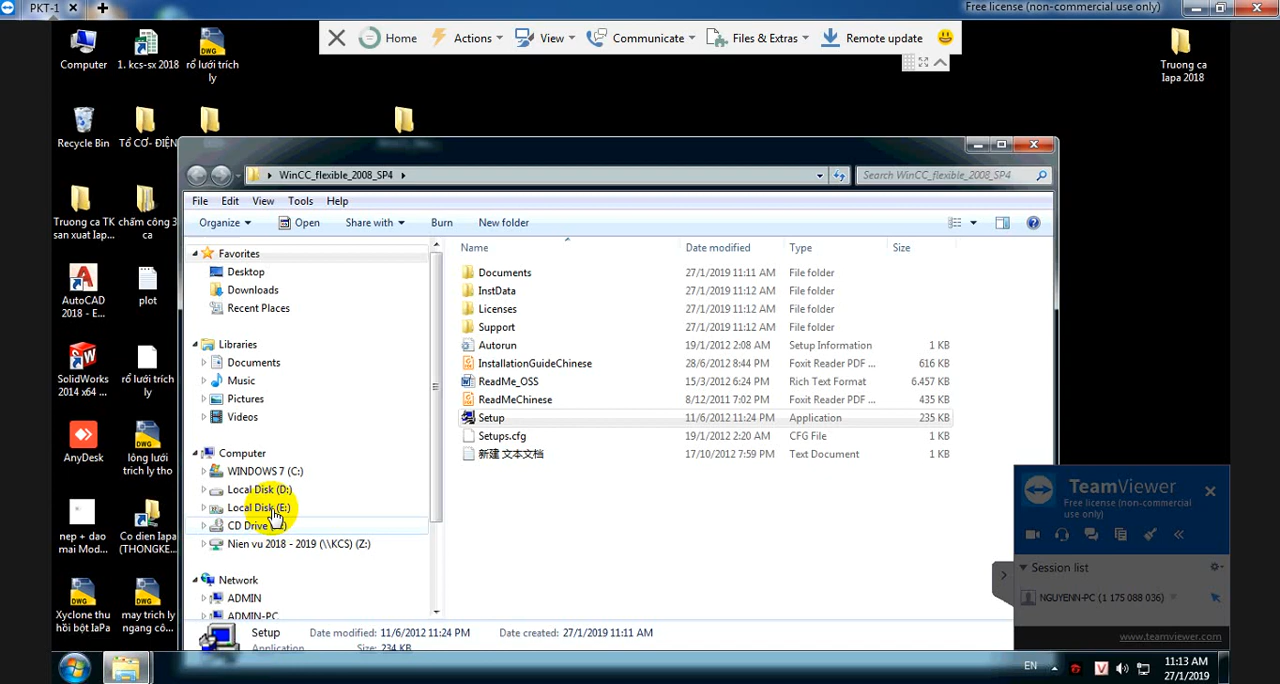 PKT-1
Free license (non-commercial use only)
Home
Actions
View
Communicate
Files & Extras
Remote update
Computer
1. kcs-sx 2018
rổ lưới trích
ly
Truong ca
Iapa 2018
Recycle Bin
Tổ CƠ- ĐIỆN
WinCC_flexible_2008_SP4
Search WinCC_flexible_2008_SP4
File
Edit
View
Tools
Help
Organize
Open
Share with
Burn
New folder
Truong ca TK
san xuat Iap...
chấm công 3
ca
AutoCAD
2018 - E...
plot
SolidWorks
2014 x64 ...
rổ lưới trích
ly
AnyDesk
lông lưới
trich ly tho
nep + dao
mai Mod...
Co dien Iapa
(THONGKE...
Xyclone thu
hồi bột IaPa
may trich ly
ngang cô...
Favorites
Desktop
Downloads
Recent Places
Libraries
Documents
Music
Pictures
Videos
Computer
WINDOWS 7 (C:)
Local Disk (D:)
Local Disk (E:)
CD Drive
Nien vu 2018 - 2019 (\\KCS) (Z:)
Network
ADMIN
ADMIN-PC
Name
Date modified
Type
Size
Documents 27/1/2019 11:11 AM File folder
InstData 27/1/2019 11:12 AM File folder
Licenses 27/1/2019 11:12 AM File folder
Support 27/1/2019 11:12 AM File folder
Autorun 19/1/2012 2:08 AM Setup Information 1 KB
InstallationGuideChinese 28/6/2012 8:44 PM Foxit Reader PDF ... 616 KB
ReadMe_OSS 15/3/2012 6:24 PM Rich Text Format 6.457 KB
ReadMeChinese 8/12/2011 7:02 PM Foxit Reader PDF ... 435 KB
Setup 11/6/2012 11:24 PM Application 235 KB
Setups.cfg 19/1/2012 2:20 AM CFG File 1 KB
新建 文本文档 17/10/2012 7:59 PM Text Document 1 KB
Setup Date modified: 11/6/2012 11:24 PM Date created: 27/1/2019 11:11 AM
Application Size: 234 KB
TeamViewer
Free license (non-commercial
use only)
Session list
NGUYENN-PC (1 175 088 036)
www.teamviewer.com
EN
11:13 AM
27/1/2019